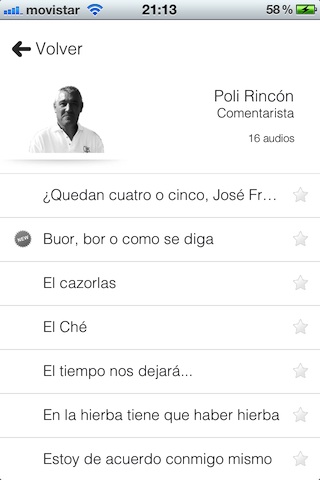 movistar 21:13 58 %
Volver
Poli Rincón
Comentarista
16 audios
¿Quedan cuatro o cinco, José Fr...
NEW Buor, bor o como se diga
El cazorlas
El Ché
El tiempo nos dejará...
En la hierba tiene que haber hierba
Estoy de acuerdo conmigo mismo